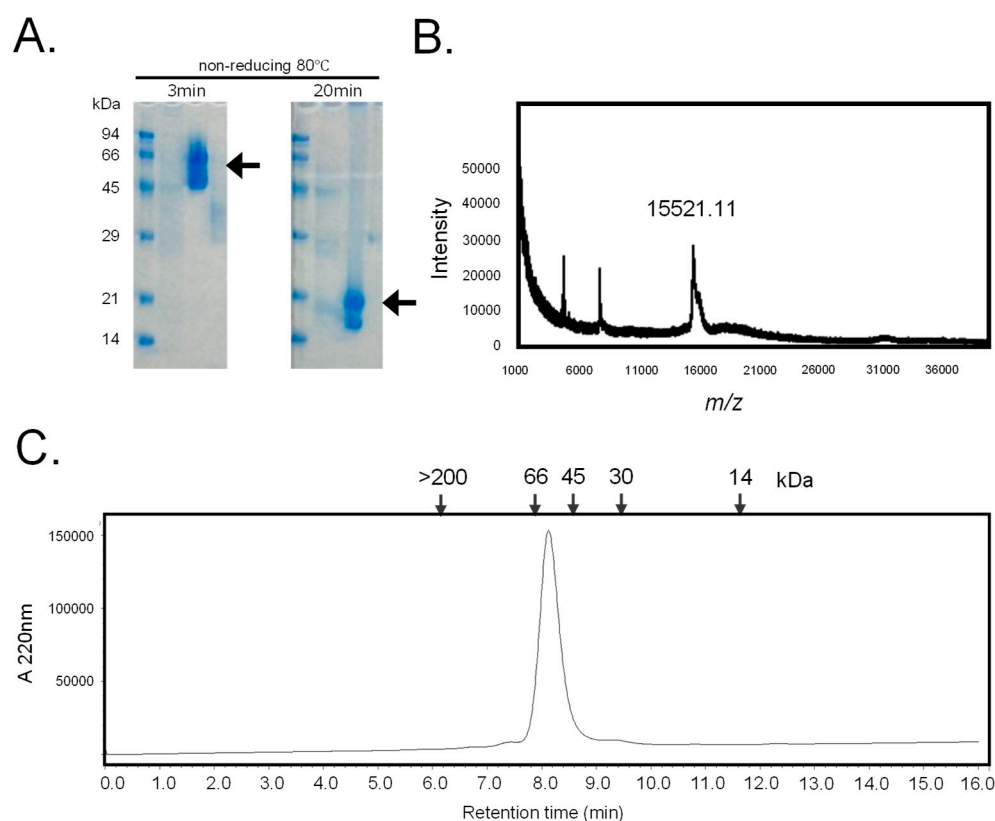 A.
non-reducing 80℃
3min 20min
kDa
94
66
45
29
21
14
B.
Intensity
50000
40000
30000
20000
10000
0
15521.11
1000 6000 11000 16000 21000 26000 31000 36000
m/z
C.
>200 66 45 30 14 kDa
A 220nm
150000
100000
50000
0.0 1.0 2.0 3.0 4.0 5.0 6.0 7.0 8.0 9.0 10.0 11.0 12.0 13.0 14.0 15.0 16.0
Retention time (min)